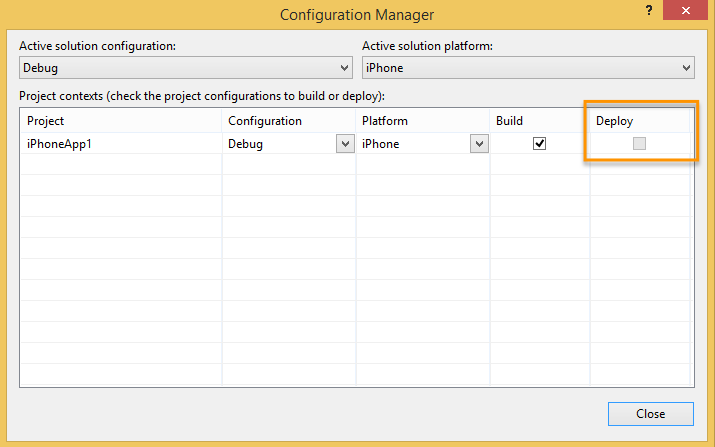 Configuration Manager
?
Active solution configuration: Active solution platform:
Debug iPhone
Project contexts (check the project configurations to build or deploy):
Project Configuration Platform Build Deploy
iPhoneApp1 Debug iPhone
Close